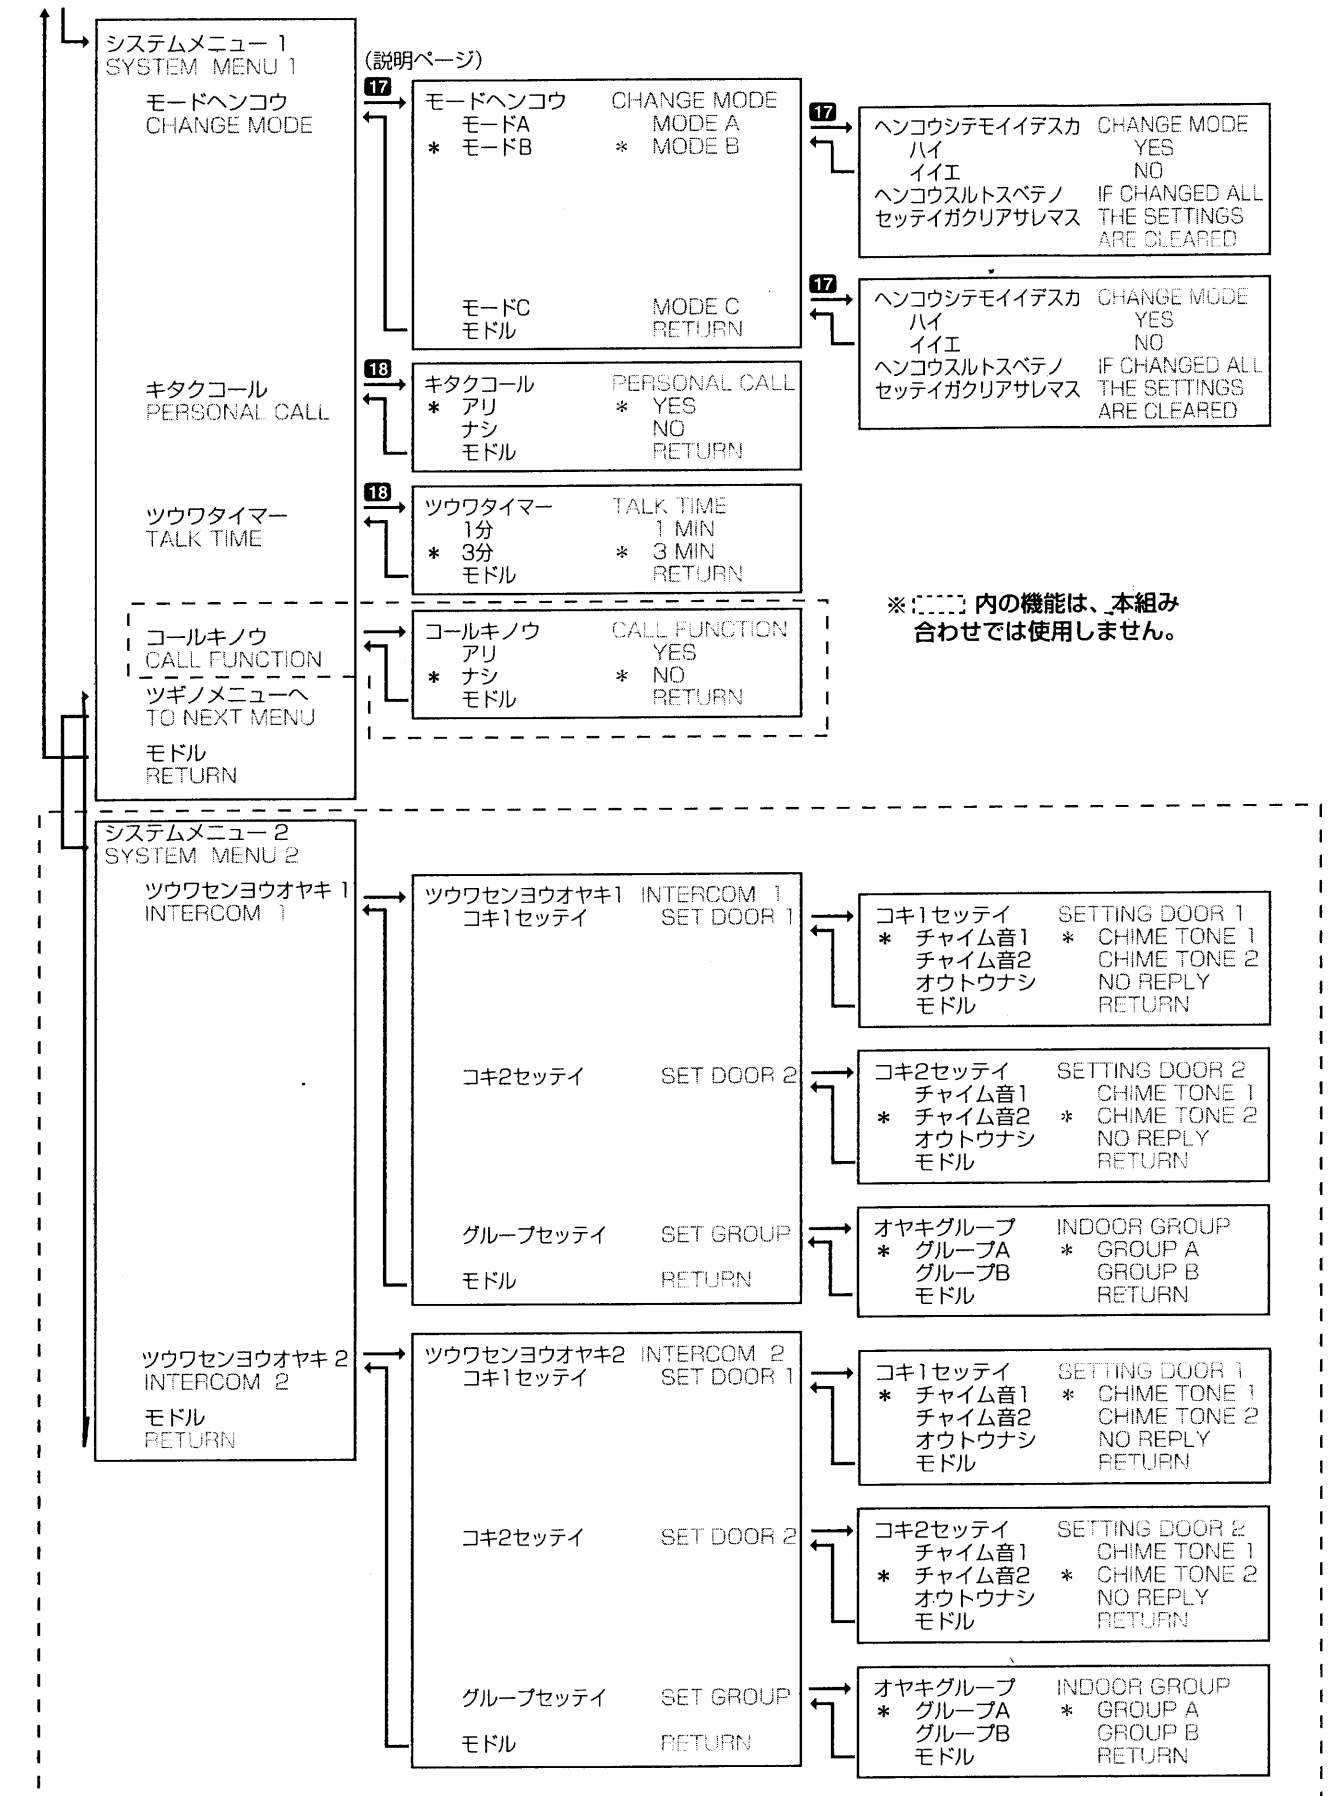 システムメニュー 1
SYSTEM MENU 1
(説明ページ)
モードヘンコウ
CHANGE MODE
17
モードヘンコウ CHANGE MODE
モードA MODE A
* モードB * MODE B
モードC MODE C
モドル RETURN
17
ヘンコウシテモイイデスカ CHANGE MODE
ハイ YES
イイエ NO
ヘンコウスルトスベテノ IF CHANGED ALL
セッテイガクリアサレマス THE SETTINGS
ARE CLEARED
17
ヘンコウシテモイイデスカ CHANGE MODE
ハイ YES
イイエ NO
ヘンコウスルトスベテノ IF CHANGED ALL
セッテイガクリアサレマス THE SETTINGS
ARE CLEARED
キタクコール
PERSONAL CALL
18
キタクコール PERSONAL CALL
* アリ * YES
ナシ NO
モドル RETURN
ツウワタイマー
TALK TIME
18
ツウワタイマー TALK TIME
1分 1 MIN
* 3分 * 3 MIN
モドル RETURN
※ 内の機能は、本組み
合わせでは使用しません。
コールキノウ
CALL FUNCTION
コールキノウ CALL FUNCTION
アリ YES
* ナシ * NO
モドル RETURN
ツギノメニューヘ
TO NEXT MENU
モドル
RETURN
システムメニュー 2
SYSTEM MENU 2
ツウワセンヨウオヤキ 1
INTERCOM 1
ツウワセンヨウオヤキ1 INTERCOM 1
コキ1セッテイ SET DOOR 1
コキ1セッテイ SETTING DOOR 1
* チャイム音1 * CHIME TONE 1
チャイム音2 CHIME TONE 2
オウトウナシ NO REPLY
モドル RETURN
コキ2セッテイ SET DOOR 2
コキ2セッテイ SETTING DOOR 2
チャイム音1 CHIME TONE 1
* チャイム音2 * CHIME TONE 2
オウトウナシ NO REPLY
モドル RETURN
グループセッテイ SET GROUP
モドル RETURN
オヤキグループ INDOOR GROUP
* グループA * GROUP A
グループB GROUP B
モドル RETURN
ツウワセンヨウオヤキ 2
INTERCOM 2
モドル
RETURN
ツウワセンヨウオヤキ2 INTERCOM 2
コキ1セッテイ SET DOOR 1
コキ1セッテイ SETTING DOOR 1
* チャイム音1 * CHIME TONE 1
チャイム音2 CHIME TONE 2
オウトウナシ NO REPLY
モドル RETURN
コキ2セッテイ SET DOOR 2
コキ2セッテイ SETTING DOOR 2
チャイム音1 CHIME TONE 1
* チャイム音2 * CHIME TONE 2
オウトウナシ NO REPLY
モドル RETURN
グループセッテイ SET GROUP
モドル RETURN
オヤキグループ INDOOR GROUP
* グループA * GROUP A
グループB GROUP B
モドル RETURN